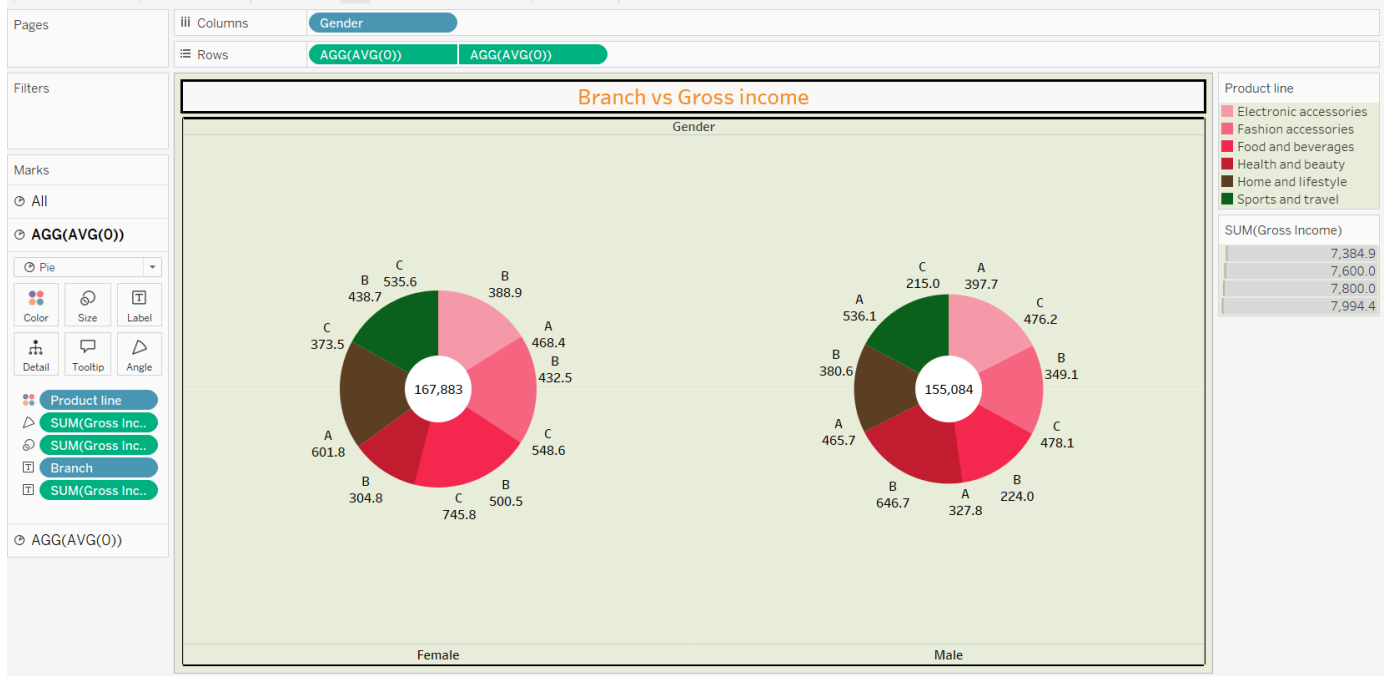 Pages
iii Columns
Gender
Rows
AGG(AVG(0))
AGG(AVG(0))
Filters
Marks
All
AGG(AVG(0))
Pie
Color
Size
Label
Detail
Tooltip
Angle
Product line
SUM(Gross Inc..
SUM(Gross Inc..
Branch
SUM(Gross Inc..
AGG(AVG(0))
Branch vs Gross income
Gender
C
535.6
B
438.7
B
388.9
C
373.5
A
468.4
B
432.5
167,883
A
601.8
C
548.6
B
304.8
C
745.8
B
500.5
Female
C
215.0
A
397.7
A
536.1
C
476.2
B
380.6
B
349.1
155,084
A
465.7
C
478.1
B
646.7
A
327.8
B
224.0
Male
Product line
Electronic accessories
Fashion accessories
Food and beverages
Health and beauty
Home and lifestyle
Sports and travel
SUM(Gross Income)
7,384.9
7,600.0
7,800.0
7,994.4